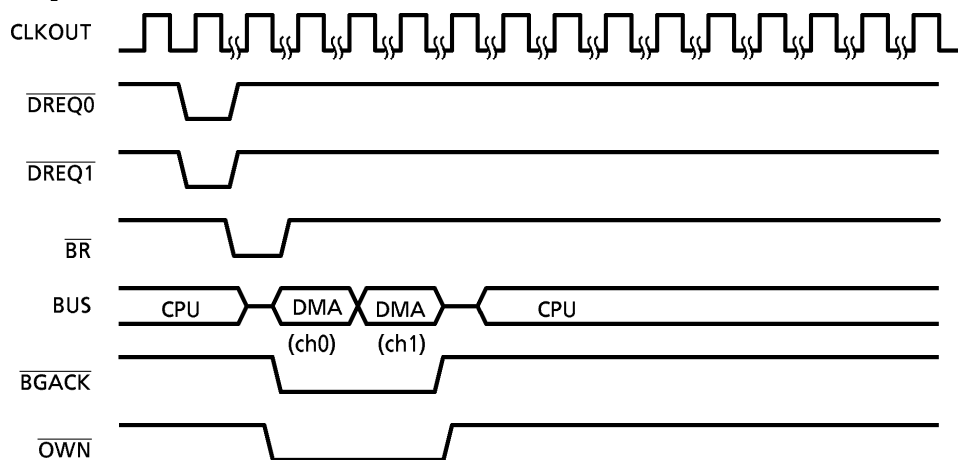 CLKOUT
DREQ0
DREQ1
BR
BUS CPU DMA DMA CPU
(ch0) (ch1)
BGACK
OWN